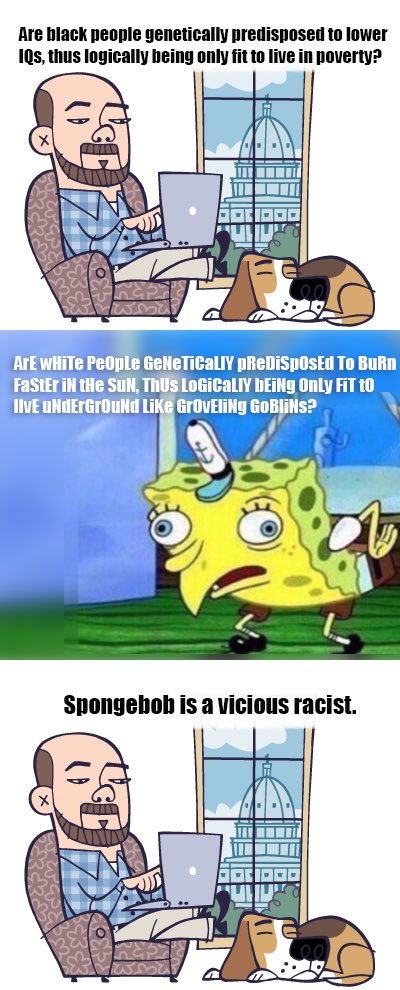 Are black people genetically predisposed to lower
IQs, thus logically being only fit to live in poverty?
ArE wHiTe PeOpLe GeNeTiCaLlY pReDiSpOsEd To BuRn
FaStEr iN tHe SuN, ThUs LoGiCaLlY bEiNg OnLy FiT tO
lIvE uNdErGrOuNd LiKe GrOvElInG GoBliNs?
Spongebob is a vicious racist.